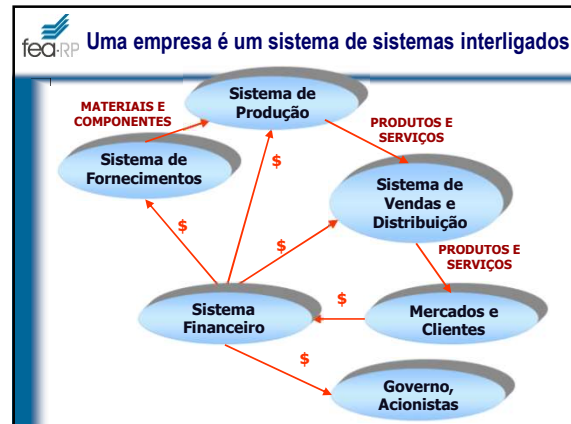 fea-RP
Uma empresa é um sistema de sistemas interligados
Sistema de
Produção
MATERIAIS E
COMPONENTES
PRODUTOS E
SERVIÇOS
Sistema de
Fornecimentos
$
Sistema de
Vendas e
Distribuição
$
$
PRODUTOS E
SERVIÇOS
Sistema
Financeiro
$
Mercados e
Clientes
$
Governo,
Acionistas